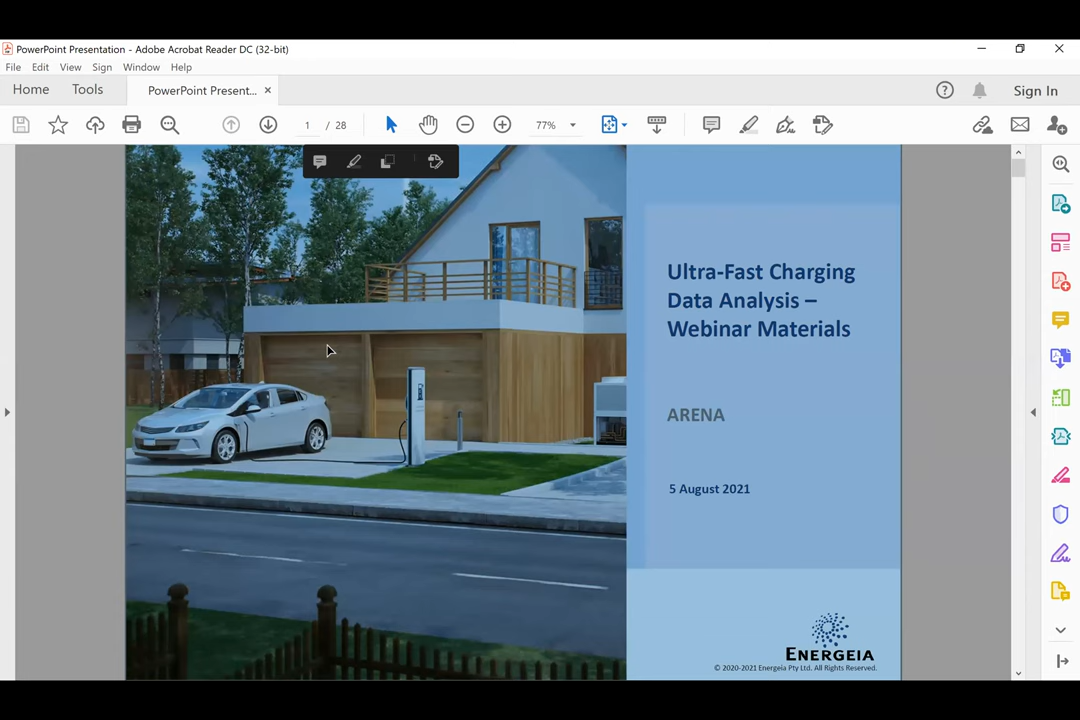 PowerPoint Presentation - Adobe Acrobat Reader DC (32-bit)
File Edit View Sign Window Help
Home Tools PowerPoint Present... × Sign In
1 / 28 77%
Ultra-Fast Charging
Data Analysis –
Webinar Materials
ARENA
5 August 2021
ENERGEIA
© 2020-2021 Energeia Pty Ltd. All Rights Reserved.